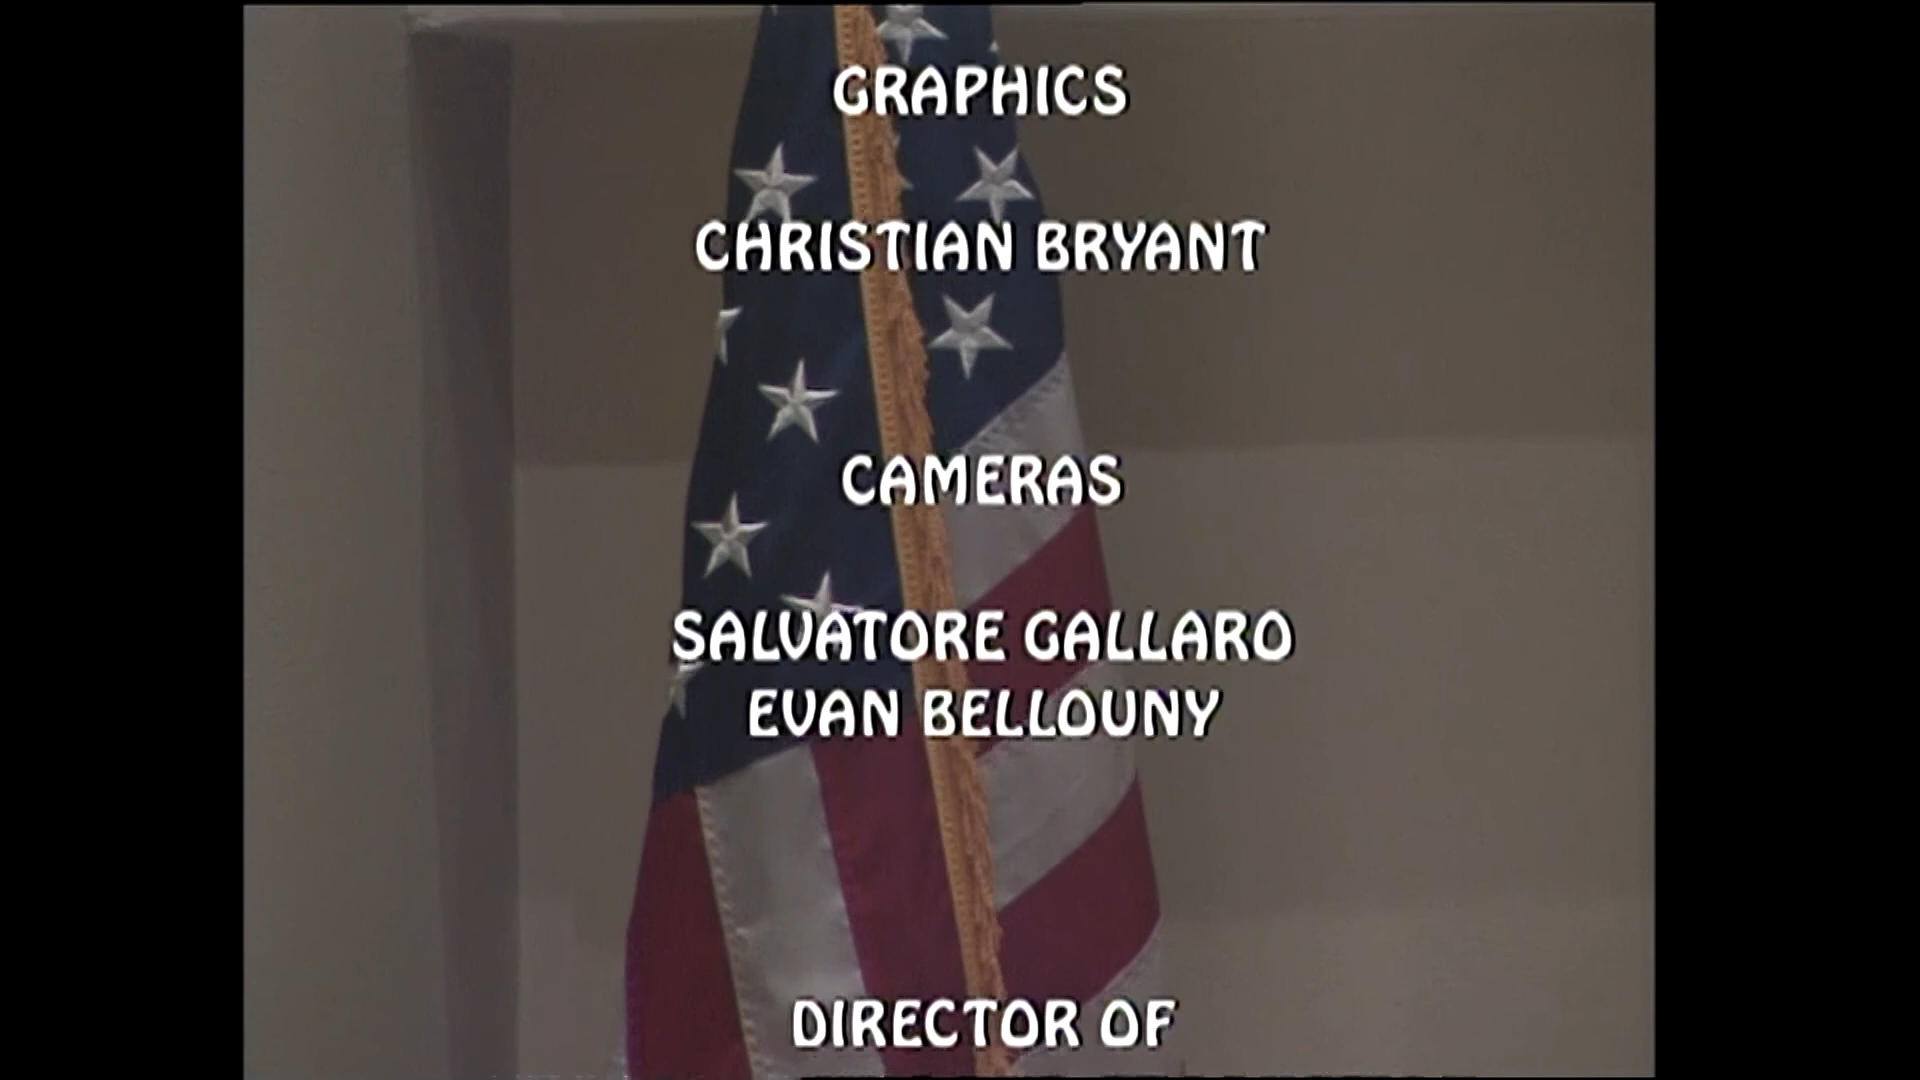 GRAPHICS
CHRISTIAN BRYANT
CAMERAS
SALVATORE GALLARO
EVAN BELLOUNY
DIRECTOR OF